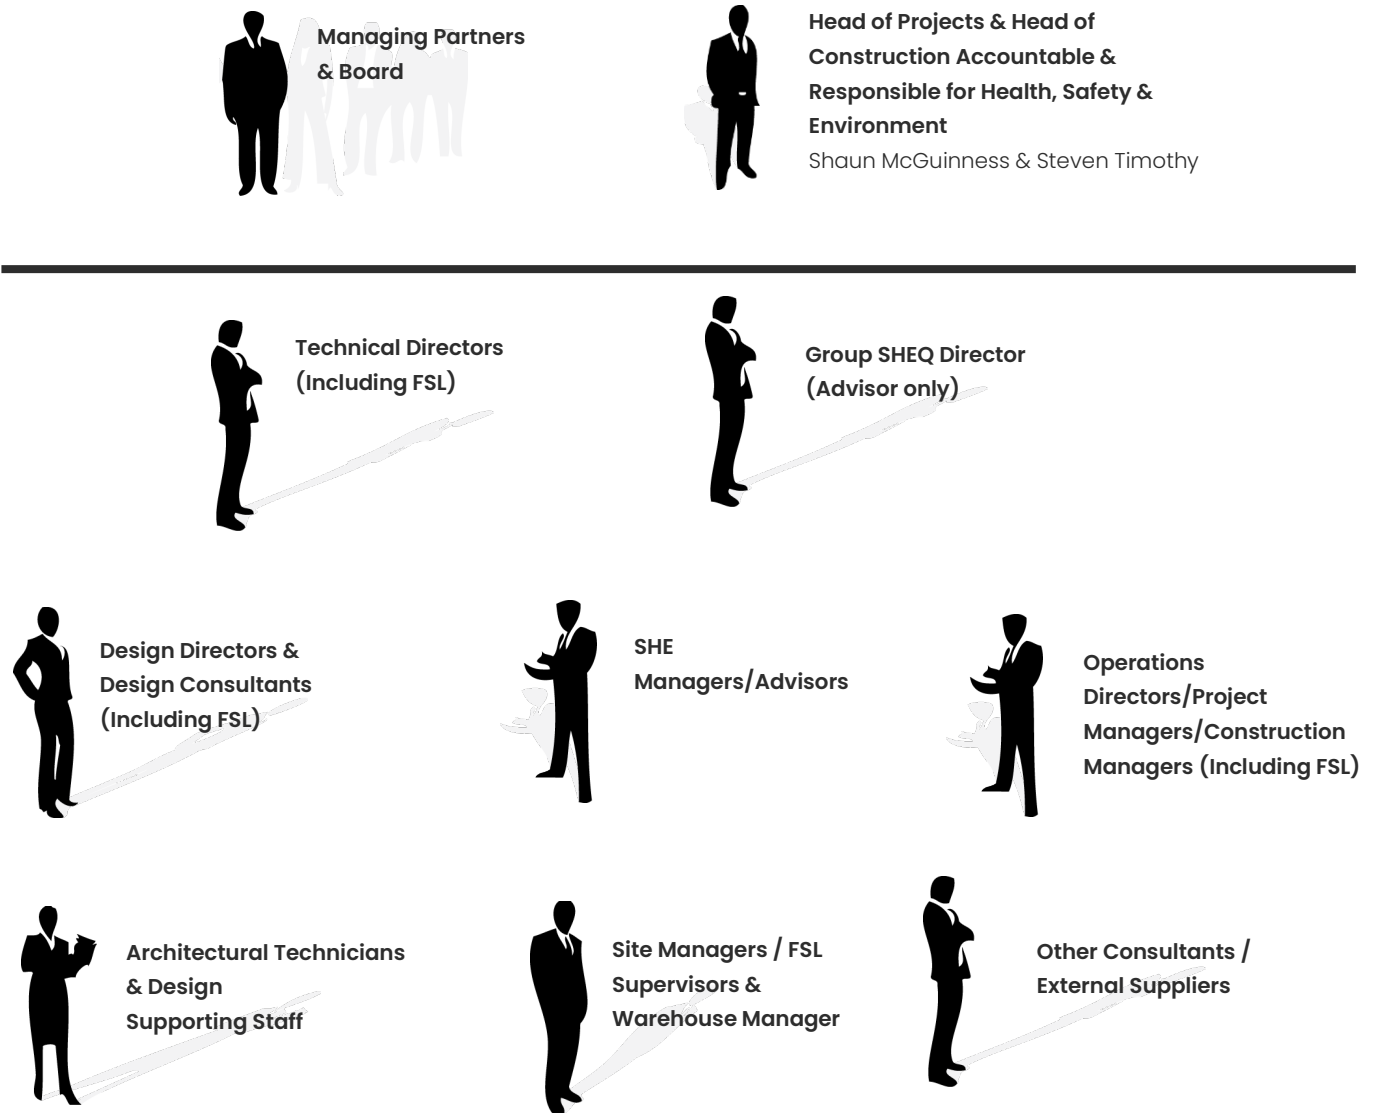 Managing Partners
& Board
Head of Projects & Head of
Construction Accountable &
Responsible for Health, Safety &
Environment
Shaun McGuinness & Steven Timothy
Technical Directors
(Including FSL)
Group SHEQ Director
(Advisor only)
Design Directors &
Design Consultants
(Including FSL)
SHE
Managers/Advisors
Operations
Directors/Project
Managers/Construction
Managers (Including FSL)
Architectural Technicians
& Design
Supporting Staff
Site Managers / FSL
Supervisors &
Warehouse Manager
Other Consultants /
External Suppliers